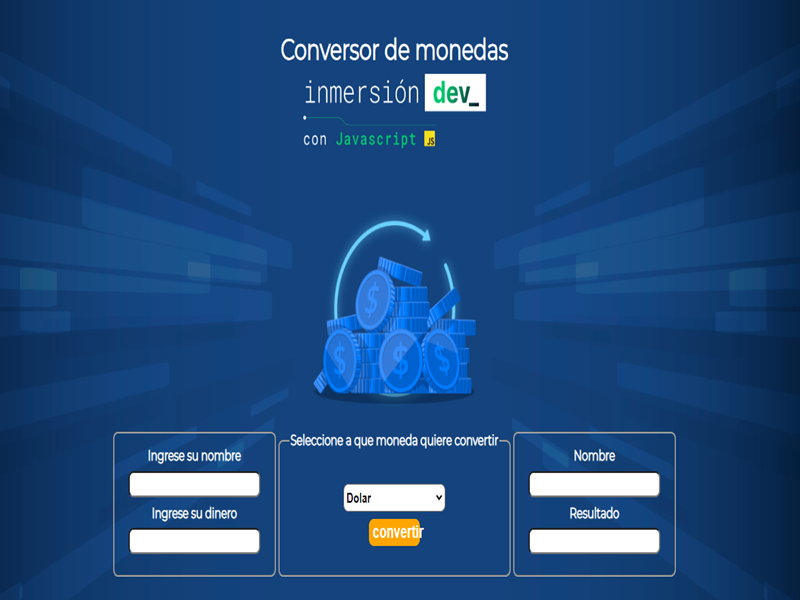 Conversor de monedas
inmersión dev_
con Javascript JS
Ingrese su nombre
Ingrese su dinero
Seleccione a que moneda quiere convertir
Dolar
convertir
Nombre
Resultado